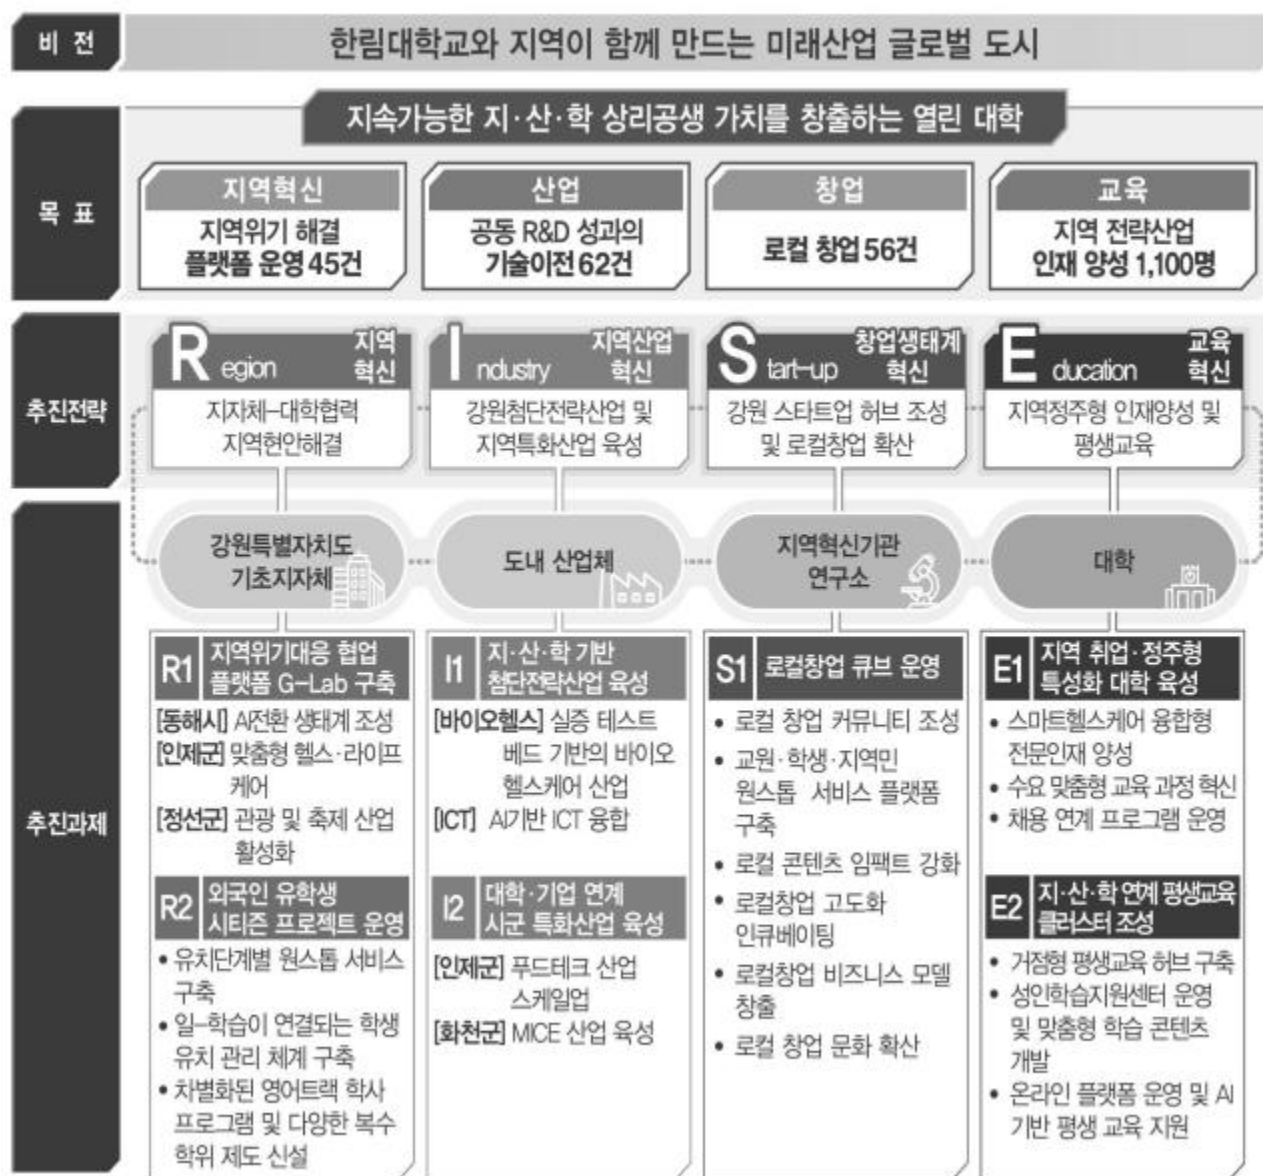 비 전
한림대학교와 지역이 함께 만드는 미래산업 글로벌 도시
목 표
지속가능한 지·산·학 상리공생 가치를 창출하는 열린 대학
지역혁신
지역위기 해결
플랫폼 운영 45건
산업
공동 R&D 성과의
기술이전 62건
창업
로컬 창업 56건
교육
지역 전략산업
인재 양성 1,100명
추진전략
Region
지역
혁신
지자체-대학협력
지역현안해결
Industry
지역산업
혁신
강원첨단전략산업 및
지역특화산업 육성
Start-up
창업생태계
혁신
강원 스타트업 허브 조성
및 로컬창업 확산
Education
교육
혁신
지역정주형 인재양성 및
평생교육
추진과제
강원특별자치도
기초지자체
도내 산업체
지역혁신기관
연구소
대학
R1 지역위기대응 협업
플랫폼 G-Lab 구축
[동해시] AI전환 생태계 조성
[인제군] 맞춤형 헬스·라이프
케어
[정선군] 관광 및 축제 산업
활성화
R2 외국인 유학생
시티즌 프로젝트 운영
• 유치단계별 원스톱 서비스
구축
• 일-학습이 연결되는 학생
유치 관리 체계 구축
• 차별화된 영어트랙 학사
프로그램 및 다양한 복수
학위 제도 신설
I1 지·산·학 기반
첨단전략산업 육성
[바이오헬스] 실증 테스트
베드 기반의 바이오
헬스케어 산업
[ICT] AI기반 ICT 융합
I2 대학·기업 연계
시군 특화산업 육성
[인제군] 푸드테크 산업
스케일업
[화천군] MICE 산업 육성
S1 로컬창업 큐브 운영
• 로컬 창업 커뮤니티 조성
• 교원·학생·지역민
원스톱 서비스 플랫폼
구축
• 로컬 콘텐츠 임팩트 강화
• 로컬창업 고도화
인큐베이팅
• 로컬창업 비즈니스 모델
창출
• 로컬 창업 문화 확산
E1 지역 취업·정주형
특성화 대학 육성
• 스마트헬스케어 융합형
전문인재 양성
• 수요 맞춤형 교육 과정 혁신
• 채용 연계 프로그램 운영
E2 지·산·학 연계 평생교육
클러스터 조성
• 거점형 평생교육 허브 구축
• 성인학습지원센터 운영
및 맞춤형 학습 콘텐츠
개발
• 온라인 플랫폼 운영 및 AI
기반 평생 교육 지원